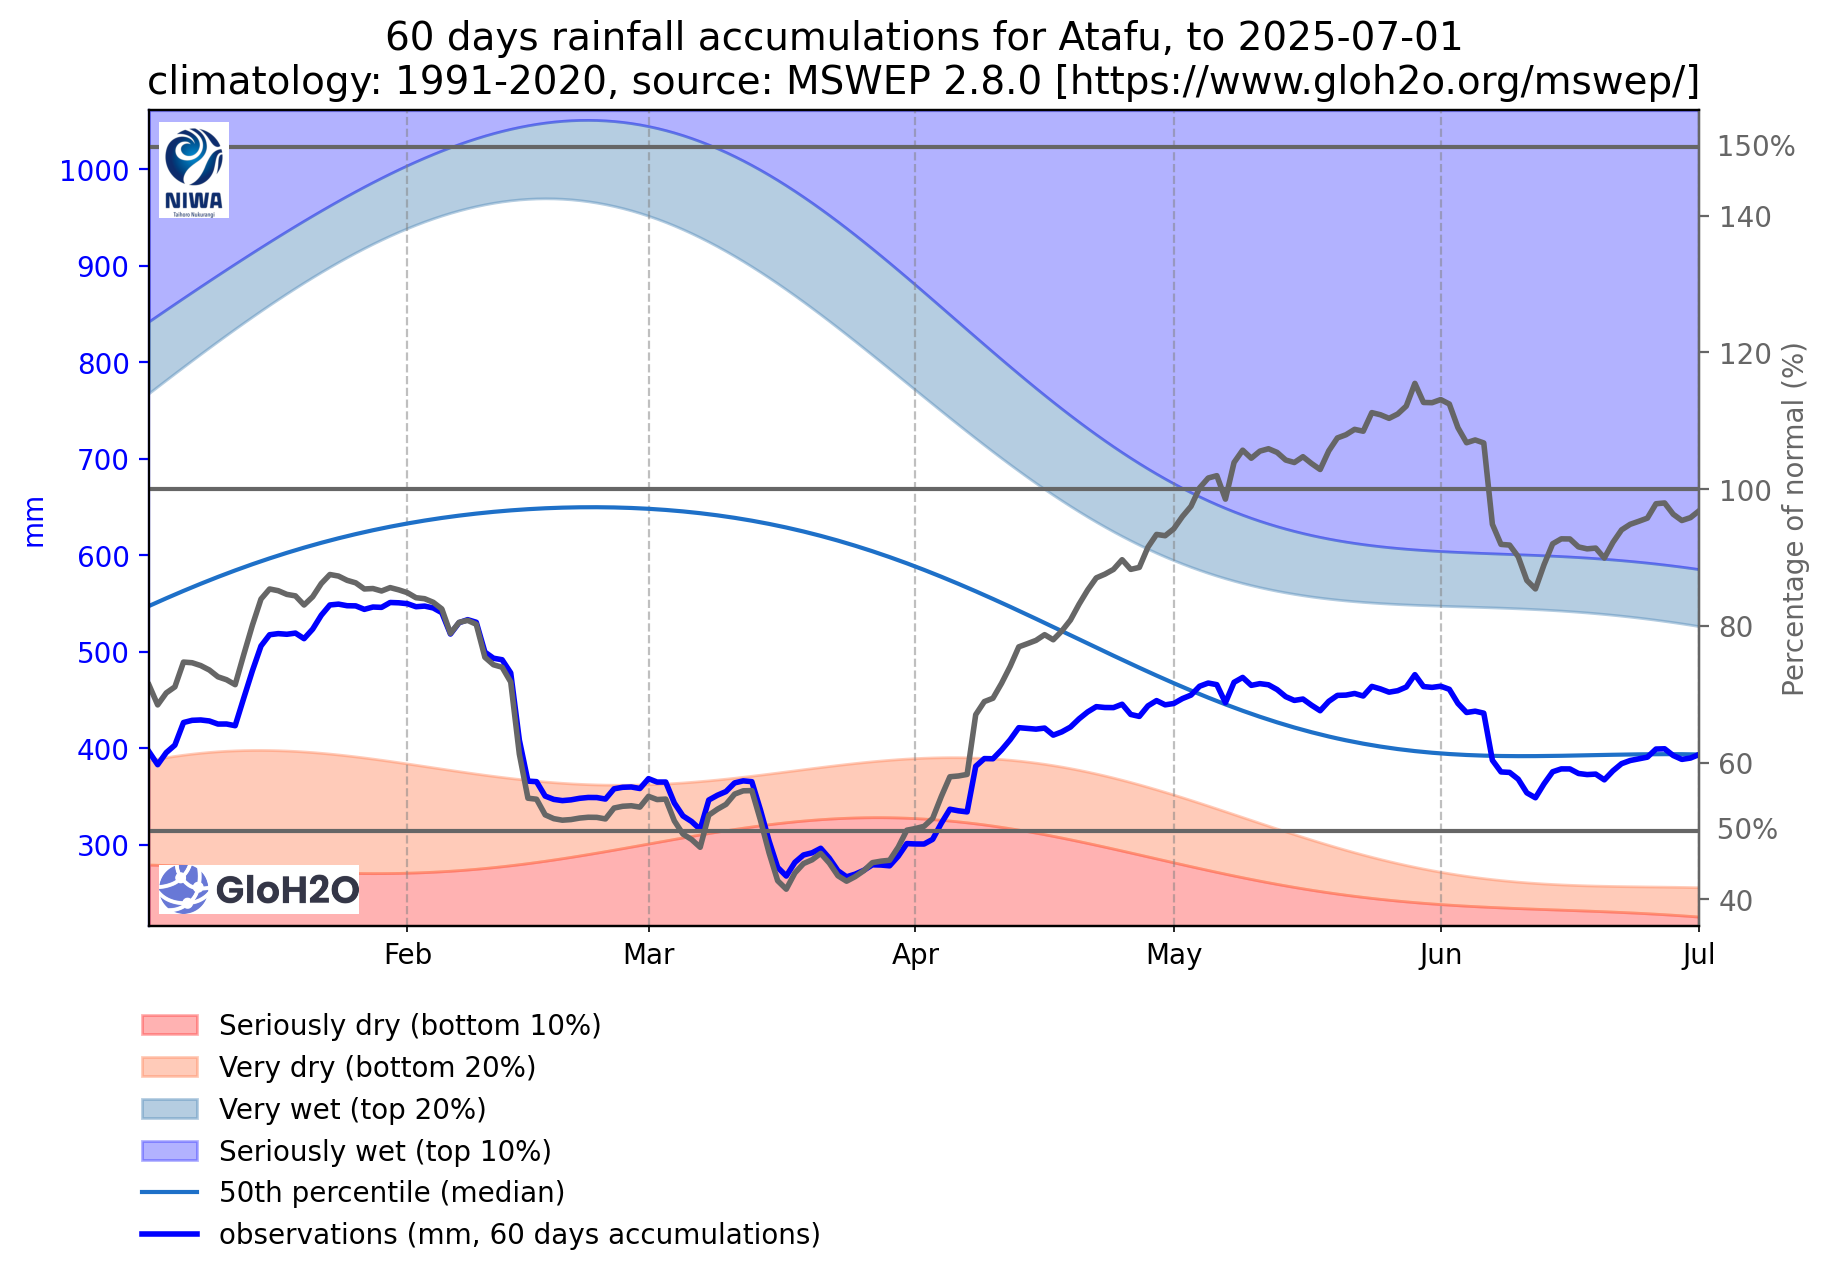 60 days rainfall accumulations for Atafu, to 2025-07-01
climatology: 1991-2020, source: MSWEP 2.8.0 [https://www.gloh2o.org/mswep/]
NIWA
Taihoro Nukurangi
1000
900
800
700
600
500
400
300
mm
150%
140
120
100
80
60
50%
40
Percentage of normal (%)
GloH2O
Feb
Mar
Apr
May
Jun
Jul
Seriously dry (bottom 10%)
Very dry (bottom 20%)
Very wet (top 20%)
Seriously wet (top 10%)
50th percentile (median)
observations (mm, 60 days accumulations)